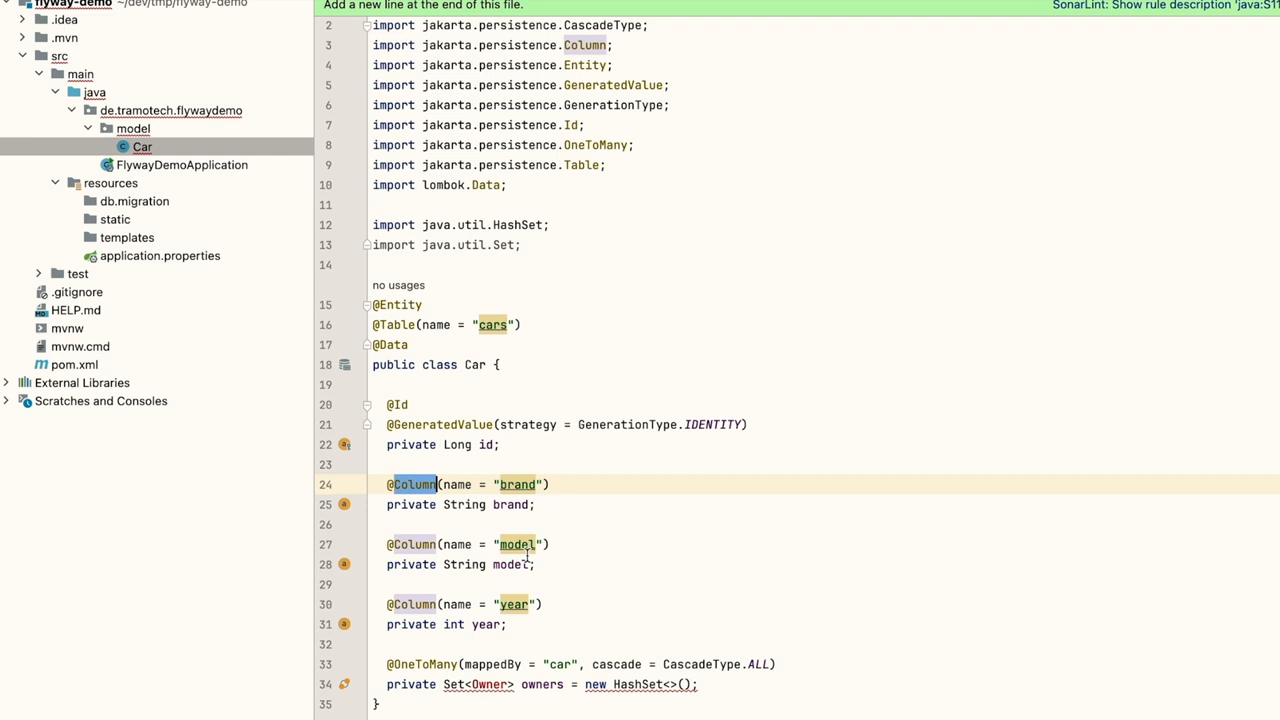 flyway-demo ~/dev/tmp/flyway-demo
.idea
.mvn
src
main
java
de.tramotech.flywaydemo
model
Car
FlywayDemoApplication
resources
db.migration
static
templates
application.properties
test
.gitignore
HELP.md
mvnw
mvnw.cmd
pom.xml
External Libraries
Scratches and Consoles
Add a new line at the end of this file.
SonarLint: Show rule description 'java:S11
2 import jakarta.persistence.CascadeType;
3 import jakarta.persistence.Column;
4 import jakarta.persistence.Entity;
5 import jakarta.persistence.GeneratedValue;
6 import jakarta.persistence.GenerationType;
7 import jakarta.persistence.Id;
8 import jakarta.persistence.OneToMany;
9 import jakarta.persistence.Table;
10 import lombok.Data;
11
12 import java.util.HashSet;
13 import java.util.Set;
14
no usages
15 @Entity
16 @Table(name = "cars")
17 @Data
18 public class Car {
19
20 @Id
21 @GeneratedValue(strategy = GenerationType.IDENTITY)
22 private Long id;
23
24 @Column(name = "brand")
25 private String brand;
26
27 @Column(name = "model")
28 private String model;
29
30 @Column(name = "year")
31 private int year;
32
33 @OneToMany(mappedBy = "car", cascade = CascadeType.ALL)
34 private Set<Owner> owners = new HashSet<>();
35 }